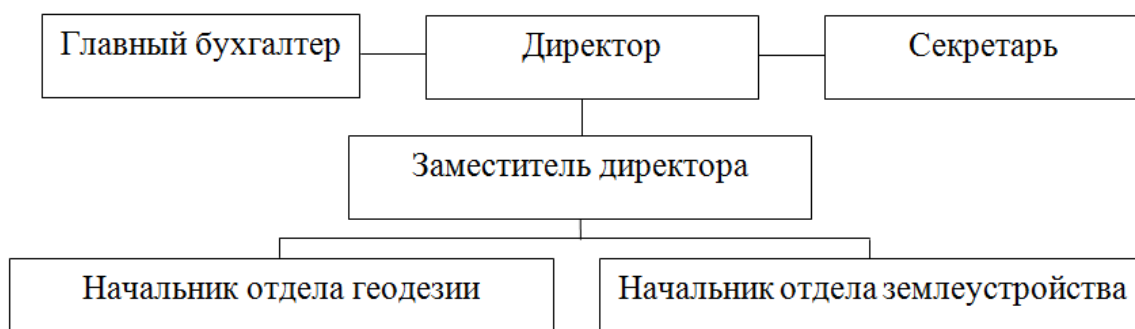 Главный бухгалтер
Директор
Секретарь
Заместитель директора
Начальник отдела геодезии
Начальник отдела землеустройства